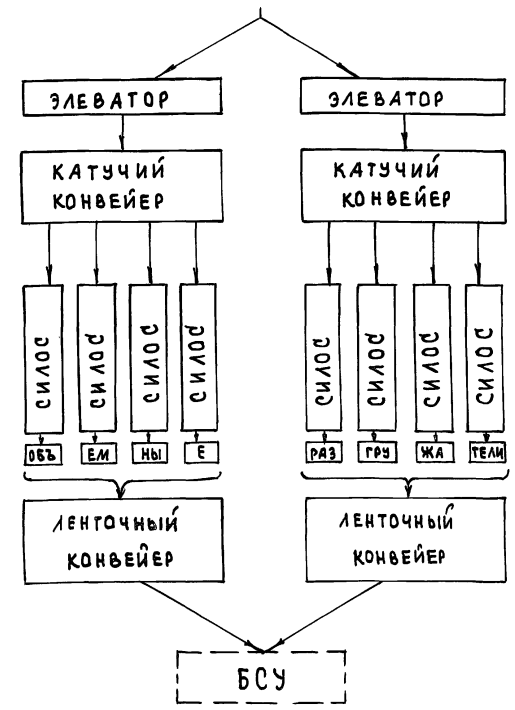 ЭЛЕВАТОР
ЭЛЕВАТОР
КАТУЧИЙ
КОНВЕЙЕР
КАТУЧИЙ
КОНВЕЙЕР
СИЛОС
СИЛОС
СИЛОС
СИЛОС
СИЛОС
СИЛОС
СИЛОС
СИЛОС
ОБЪ
ЕМ
НЫ
Е
РАЗ
ГРУ
ЖА
ТЕЛИ
ЛЕНТОЧНЫЙ
КОНВЕЙЕР
ЛЕНТОЧНЫЙ
КОНВЕЙЕР
БСУ